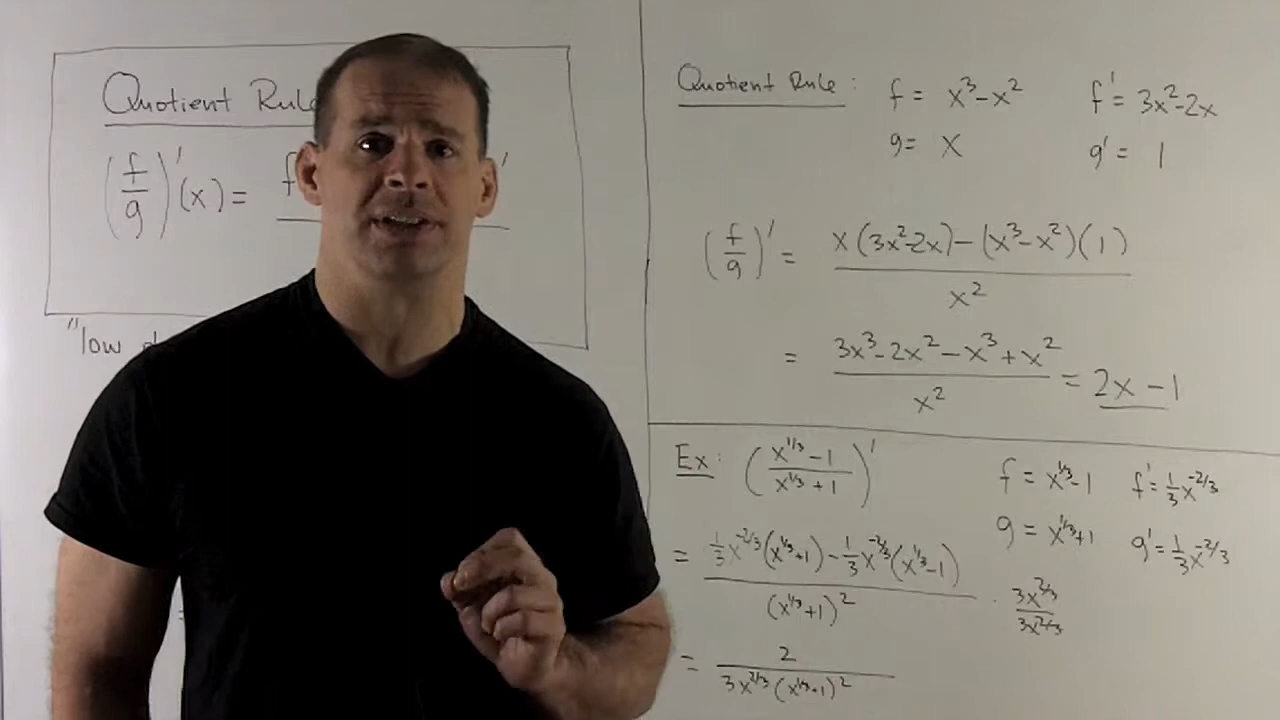 Quotient Rule
(f/g)'(x) = f '
"low
Quotient Rule : f = x³-x² f' = 3x²-2x
g = x g' = 1
(f/g)' = x(3x²-2x)-(x³-x²)(1) / x²
= 3x³-2x²-x³+x² / x² = 2x-1
Ex: (x^1/3-1 / x^1/3+1)' f = x^1/3-1 f' = 1/3 x^-2/3
g = x^1/3+1 g' = 1/3 x^-2/3
= 1/3 x^-2/3(x^1/3+1)-1/3 x^-2/3(x^1/3-1) / (x^1/3+1)² · 3x^2/3 / 3x^2/3
= 2 / 3x^2/3(x^1/3+1)²